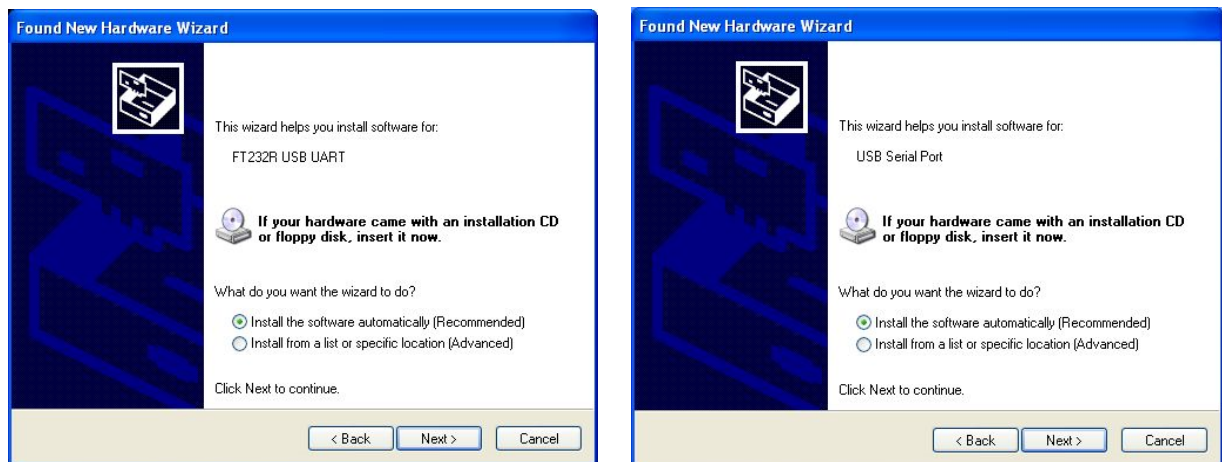 Found New Hardware Wizard
This wizard helps you install software for:
FT232R USB UART
If your hardware came with an installation CD
or floppy disk, insert it now.
What do you want the wizard to do?
Install the software automatically (Recommended)
Install from a list or specific location (Advanced)
Click Next to continue.
< Back
Next >
Cancel
Found New Hardware Wizard
This wizard helps you install software for:
USB Serial Port
If your hardware came with an installation CD
or floppy disk, insert it now.
What do you want the wizard to do?
Install the software automatically (Recommended)
Install from a list or specific location (Advanced)
Click Next to continue.
< Back
Next >
Cancel